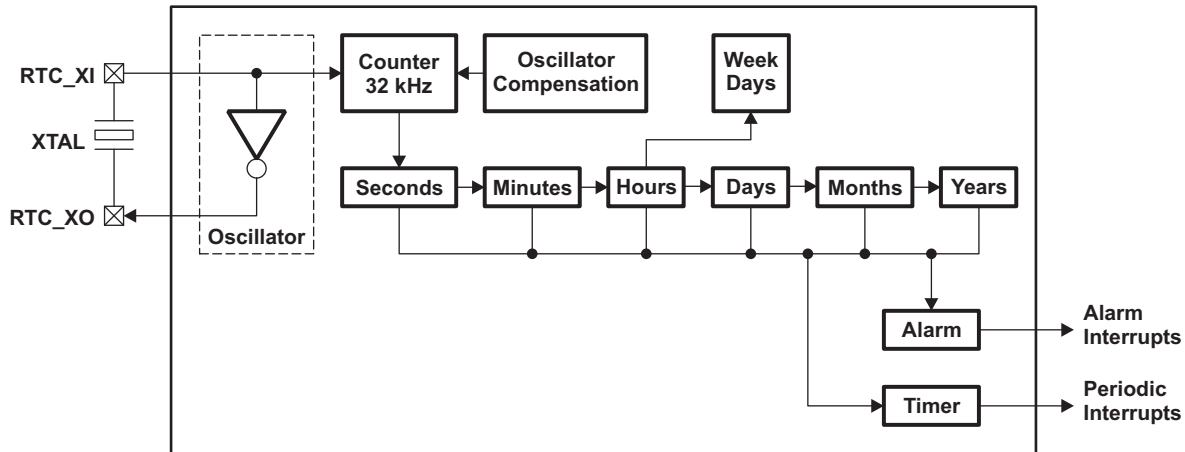 RTC_XI
XTAL
RTC_XO
Oscillator
Counter
32 kHz
Oscillator
Compensation
Week
Days
Seconds
Minutes
Hours
Days
Months
Years
Alarm
Alarm
Interrupts
Timer
Periodic
Interrupts